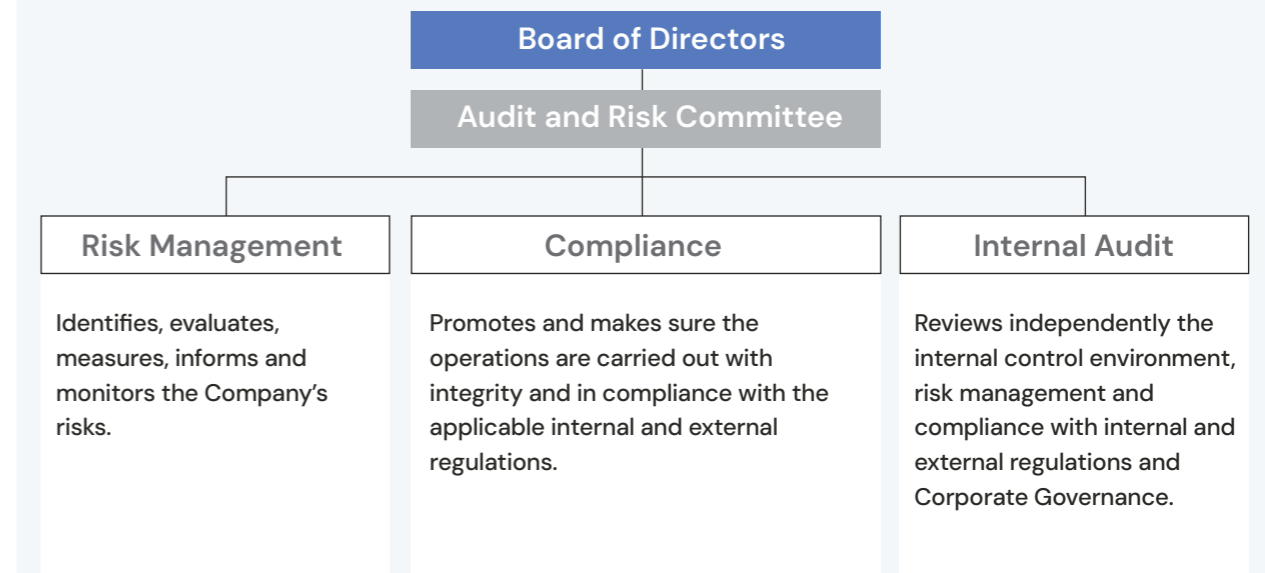 Board of Directors
Audit and Risk Committee
Risk Management
Identifies, evaluates,
measures, informs and
monitors the Company’s
risks.
Compliance
Promotes and makes sure the
operations are carried out with
integrity and in compliance with the
applicable internal and external
regulations.
Internal Audit
Reviews independently the
internal control environment,
risk management and
compliance with internal and
external regulations and
Corporate Governance.